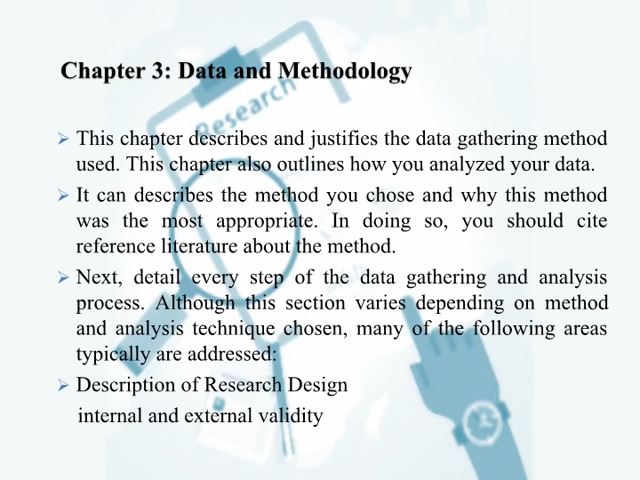 Chapter 3: Data and Methodology
Research
➢ This chapter describes and justifies the data gathering method
used. This chapter also outlines how you analyzed your data.
➢ It can describes the method you chose and why this method
was the most appropriate. In doing so, you should cite
reference literature about the method.
➢ Next, detail every step of the data gathering and analysis
process. Although this section varies depending on method
and analysis technique chosen, many of the following areas
typically are addressed:
➢ Description of Research Design
internal and external validity